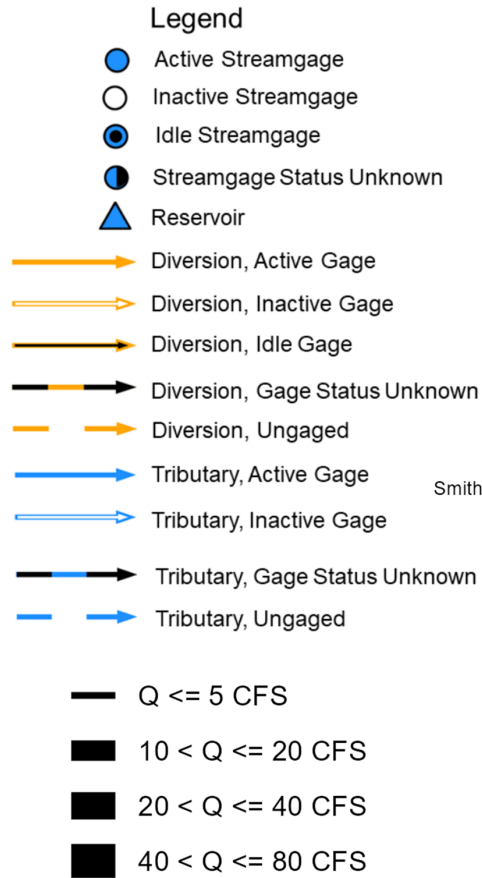 Legend
Active Streamgage
Inactive Streamgage
Idle Streamgage
Streamgage Status Unknown
Reservoir
Diversion, Active Gage
Diversion, Inactive Gage
Diversion, Idle Gage
Diversion, Gage Status Unknown
Diversion, Ungaged
Tributary, Active Gage
Smith
Tributary, Inactive Gage
Tributary, Gage Status Unknown
Tributary, Ungaged
Q <= 5 CFS
10 < Q <= 20 CFS
20 < Q <= 40 CFS
40 < Q <= 80 CFS